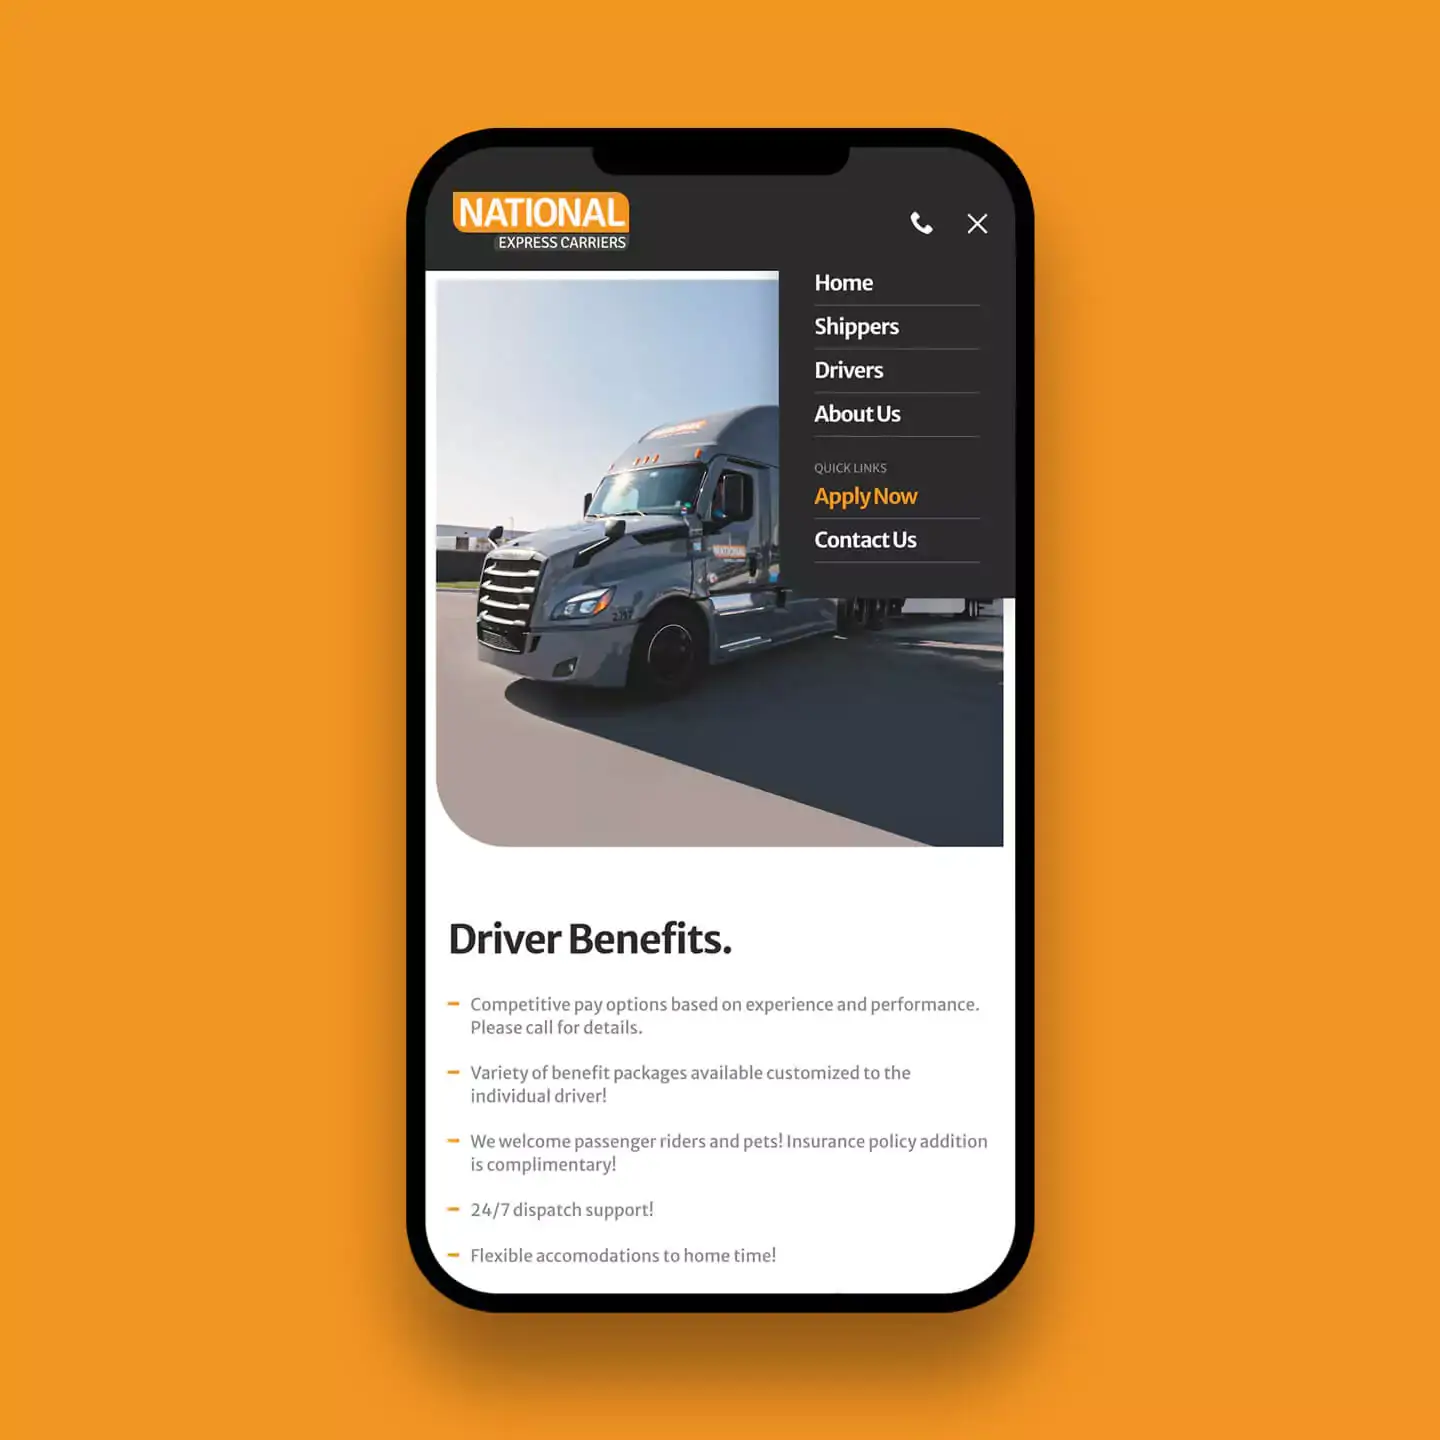 NATIONAL
EXPRESS CARRIERS
Home
Shippers
Drivers
About Us
QUICK LINKS
Apply Now
Contact Us
NATIONAL
NATIONAL
Driver Benefits.
Competitive pay options based on experience and performance.
Please call for details.
Variety of benefit packages available customized to the
individual driver!
We welcome passenger riders and pets! Insurance policy addition
is complimentary!
24/7 dispatch support!
Flexible accomodations to home time!